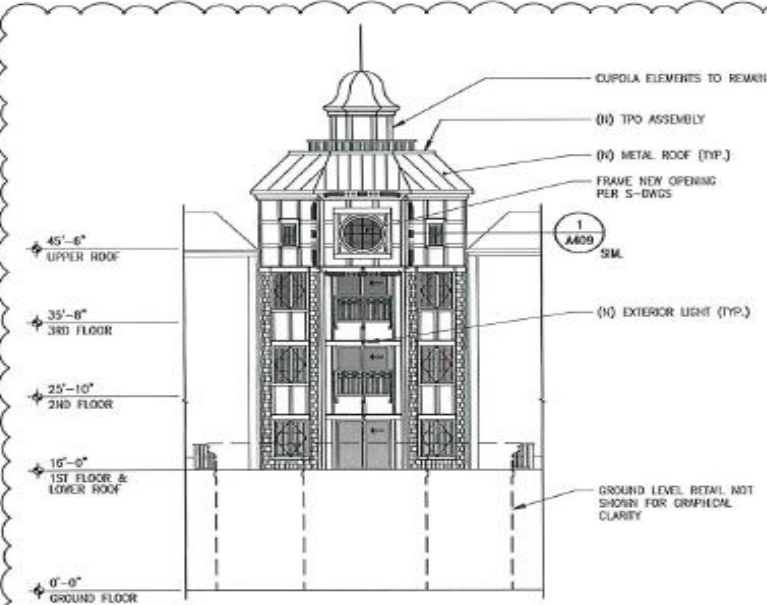 CUPOLA ELEMENTS TO REMAIN
(N) TPO ASSEMBLY
(N) METAL ROOF (TYP.)
FRAME NEW OPENING
PER S-DWGS
1
A409
SIM.
45'-6"
UPPER ROOF
35'-8"
3RD FLOOR
(N) EXTERIOR LIGHT (TYP.)
25'-10"
2ND FLOOR
16'-0"
1ST FLOOR &
LOWER ROOF
GROUND LEVEL RETAIL NOT
SHOWN FOR GRAPHICAL
CLARITY
0'-0"
GROUND FLOOR